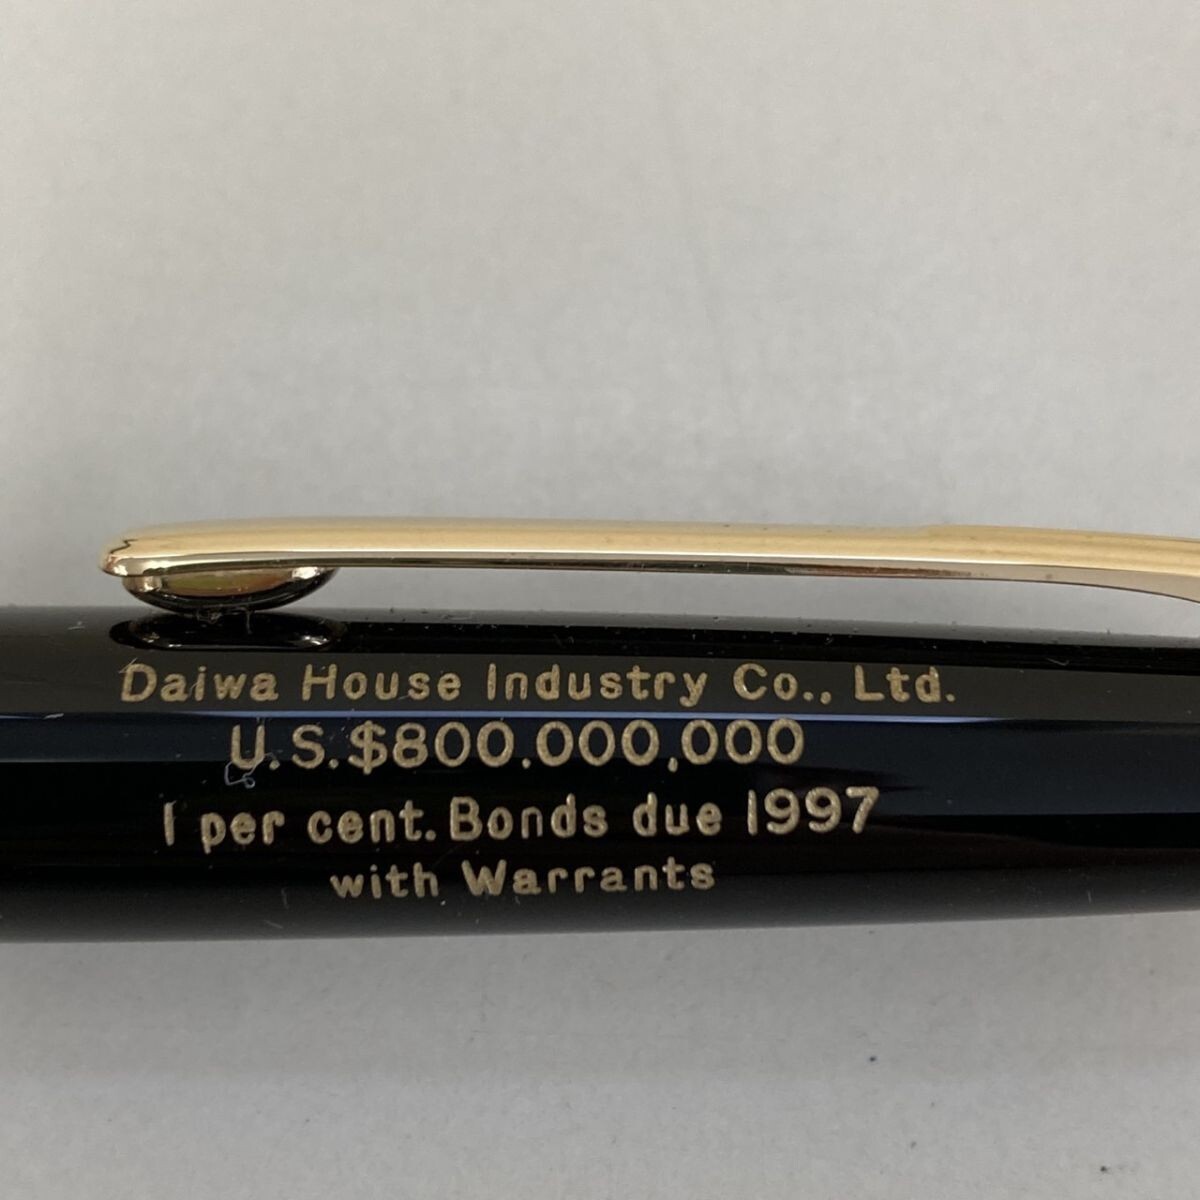 Daiwa House Industry Co., Ltd.
U.S.$800.000,000
1 per cent. Bonds due 1997
with Warrants